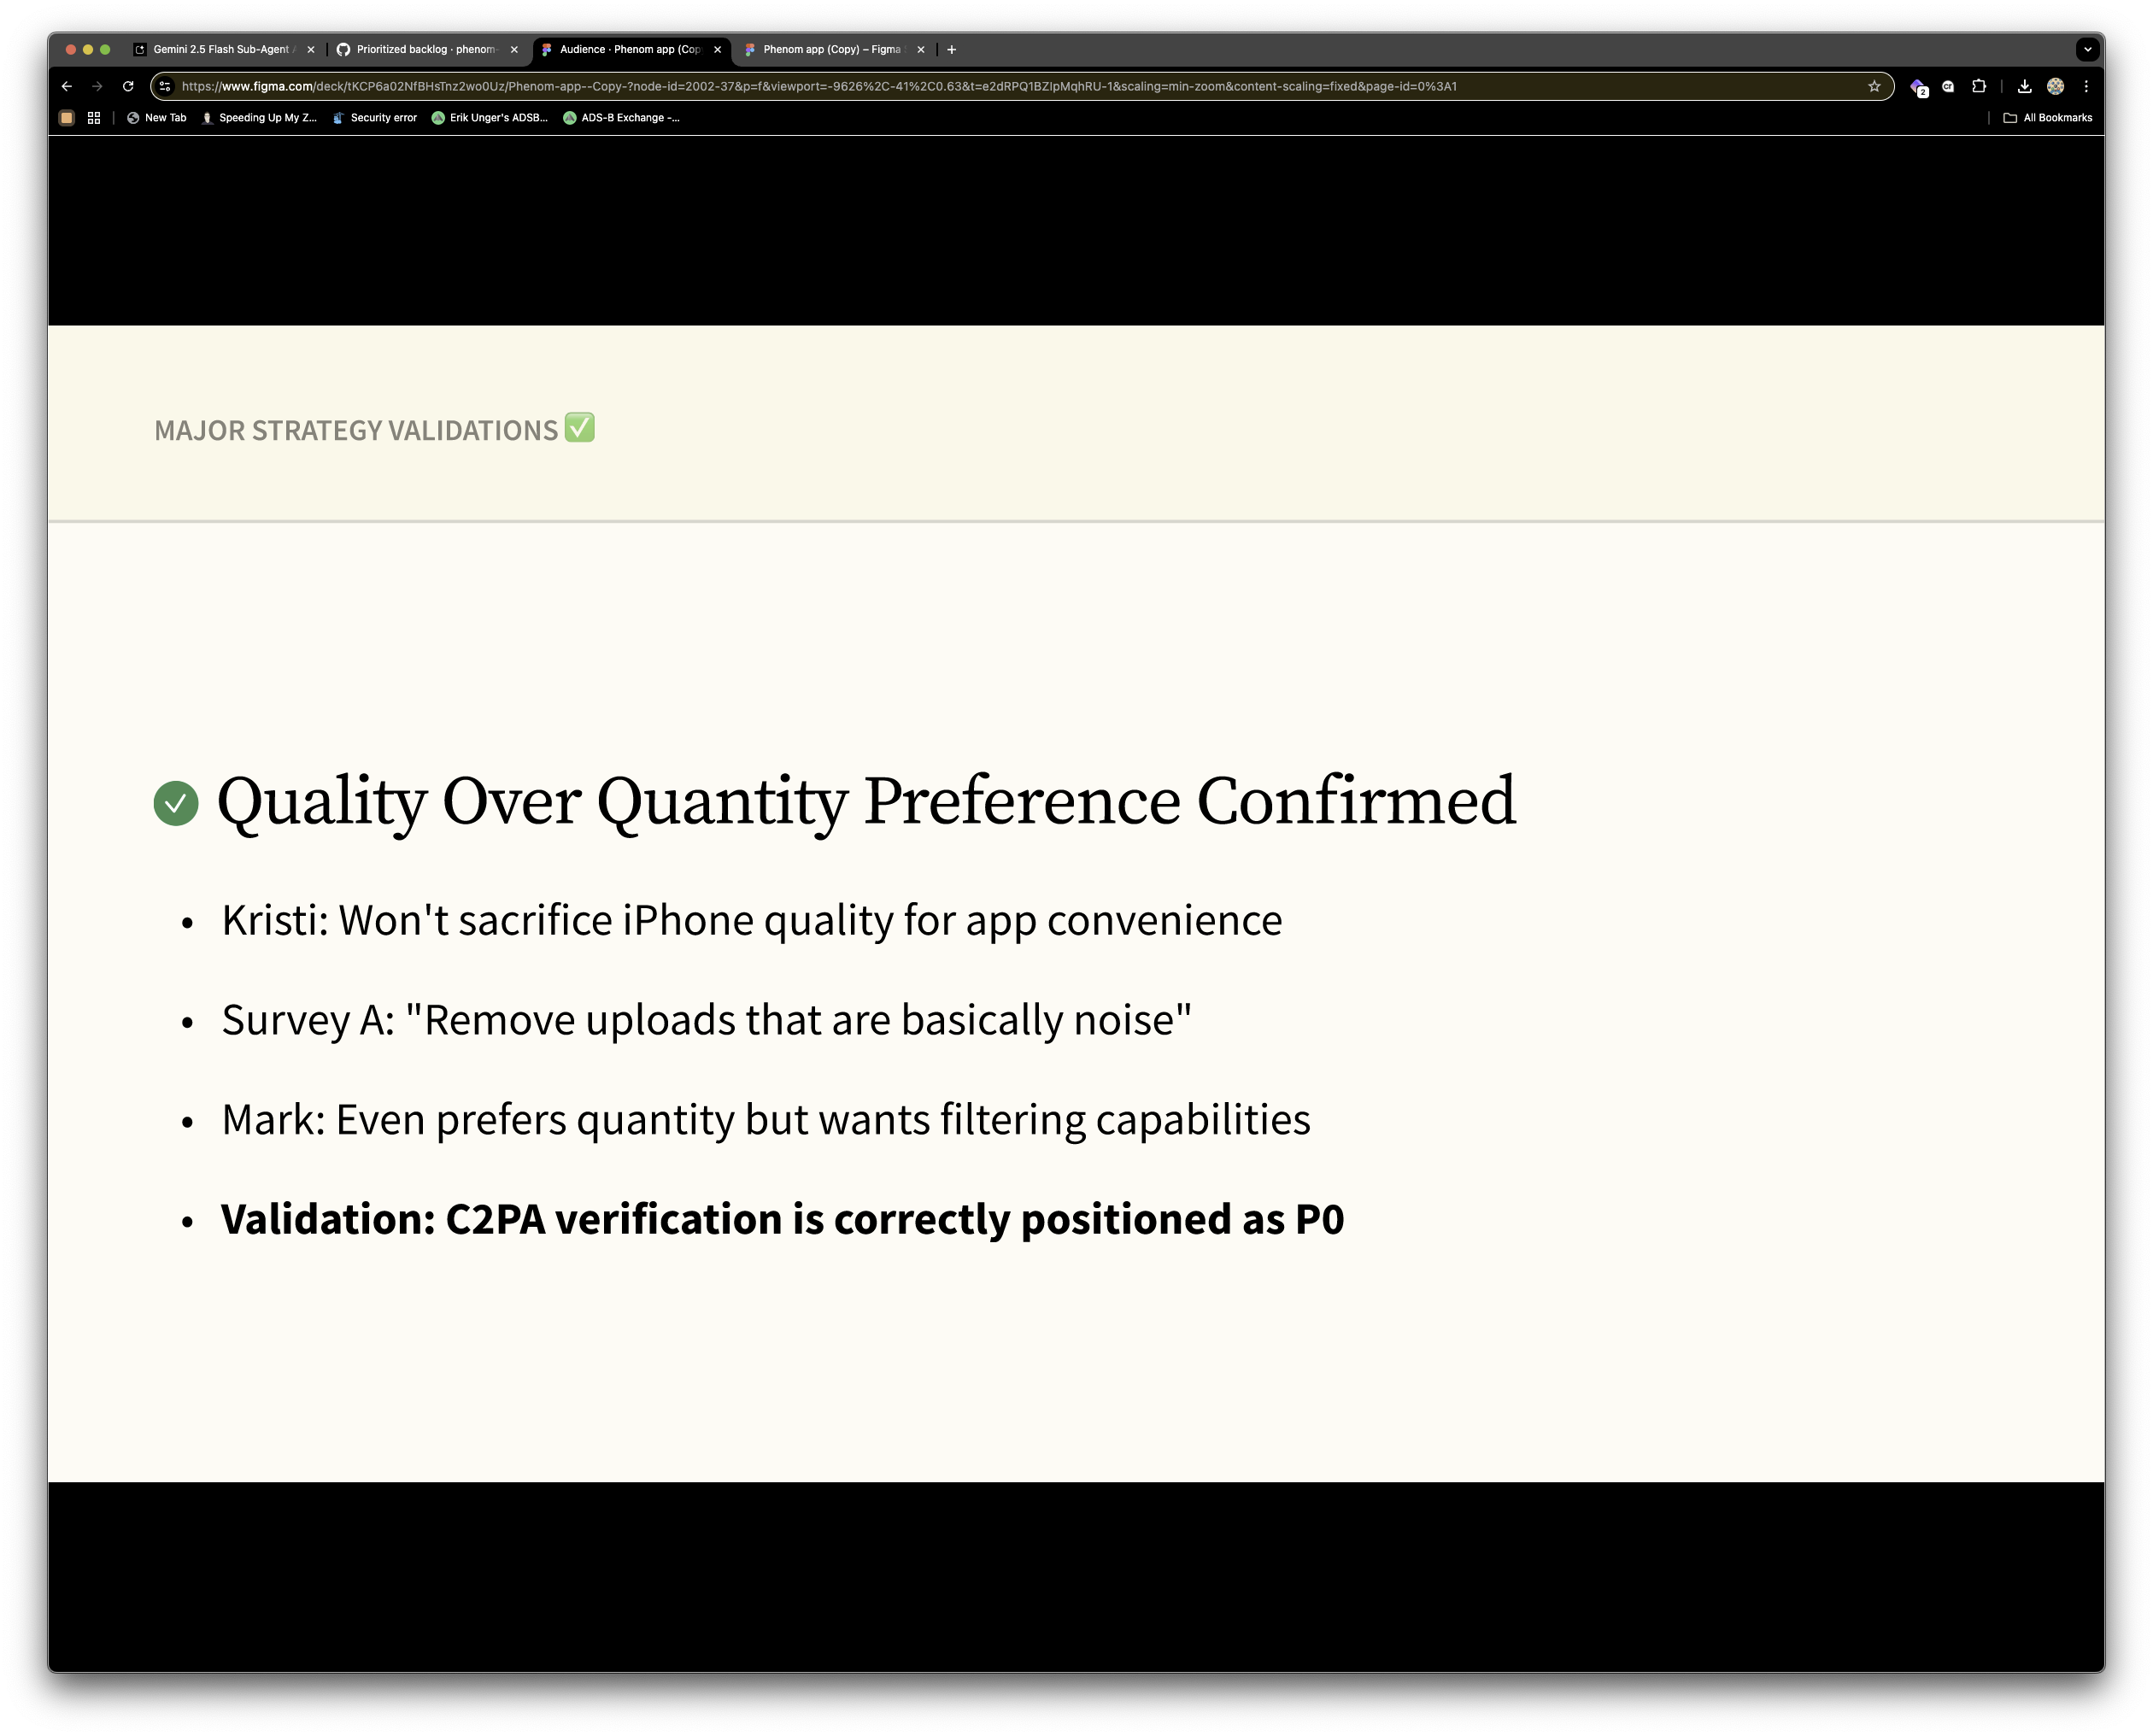 Gemini 2.5 Flash Sub-Agent
Prioritized backlog · phenom-
Audience · Phenom app (Cop
Phenom app (Copy) – Figma
https://www.figma.com/deck/tKCP6a02NfBHsTnz2wo0Uz/Phenom-app--Copy-?node-id=2002-37&p=f&viewport=-9626%2C-41%2C0.63&t=e2dRPQ1BZIpMqhRU-1&scaling=min-zoom&content-scaling=fixed&page-id=0%3A1
2
New Tab
Speeding Up My Z...
Security error
Erik Unger's ADSB...
ADS-B Exchange -...
All Bookmarks
MAJOR STRATEGY VALIDATIONS ✅
Quality Over Quantity Preference Confirmed
• Kristi: Won't sacrifice iPhone quality for app convenience
• Survey A: "Remove uploads that are basically noise"
• Mark: Even prefers quantity but wants filtering capabilities
• Validation: C2PA verification is correctly positioned as P0